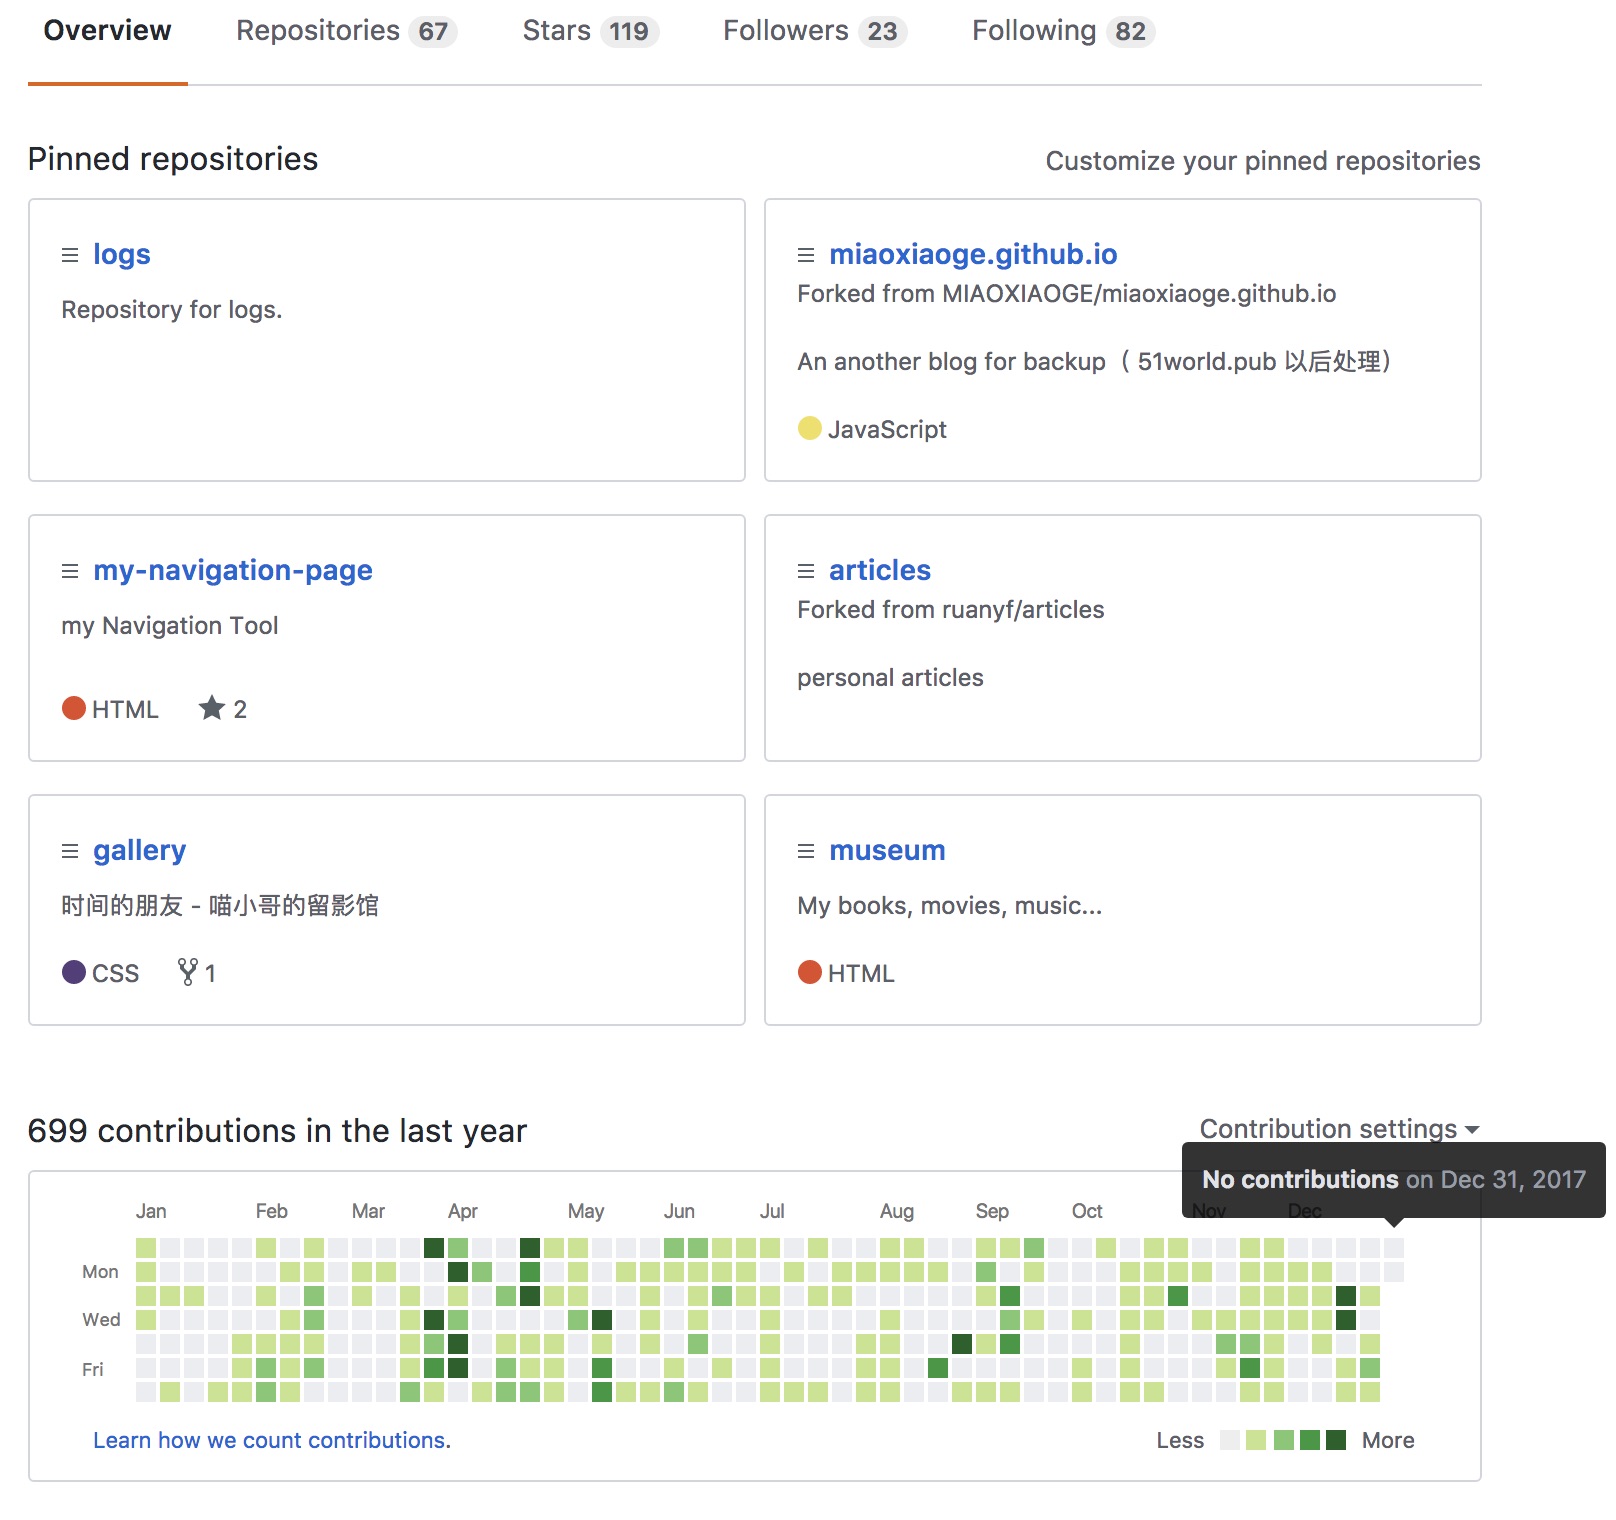 Overview Repositories 67 Stars 119 Followers 23 Following 82
Pinned repositories
Customize your pinned repositories
logs
Repository for logs.
miaoxiaoge.github.io
Forked from MIAOXIAOGE/miaoxiaoge.github.io
An another blog for backup（ 51world.pub 以后处理）
JavaScript
my-navigation-page
my Navigation Tool
HTML 2
articles
Forked from ruanyf/articles
personal articles
gallery
时间的朋友 - 喵小哥的留影馆
CSS 1
museum
My books, movies, music...
HTML
699 contributions in the last year
Contribution settings
No contributions on Dec 31, 2017
Jan Feb Mar Apr May Jun Jul Aug Sep Oct Nov Dec
Mon
Wed
Fri
Learn how we count contributions.
Less More